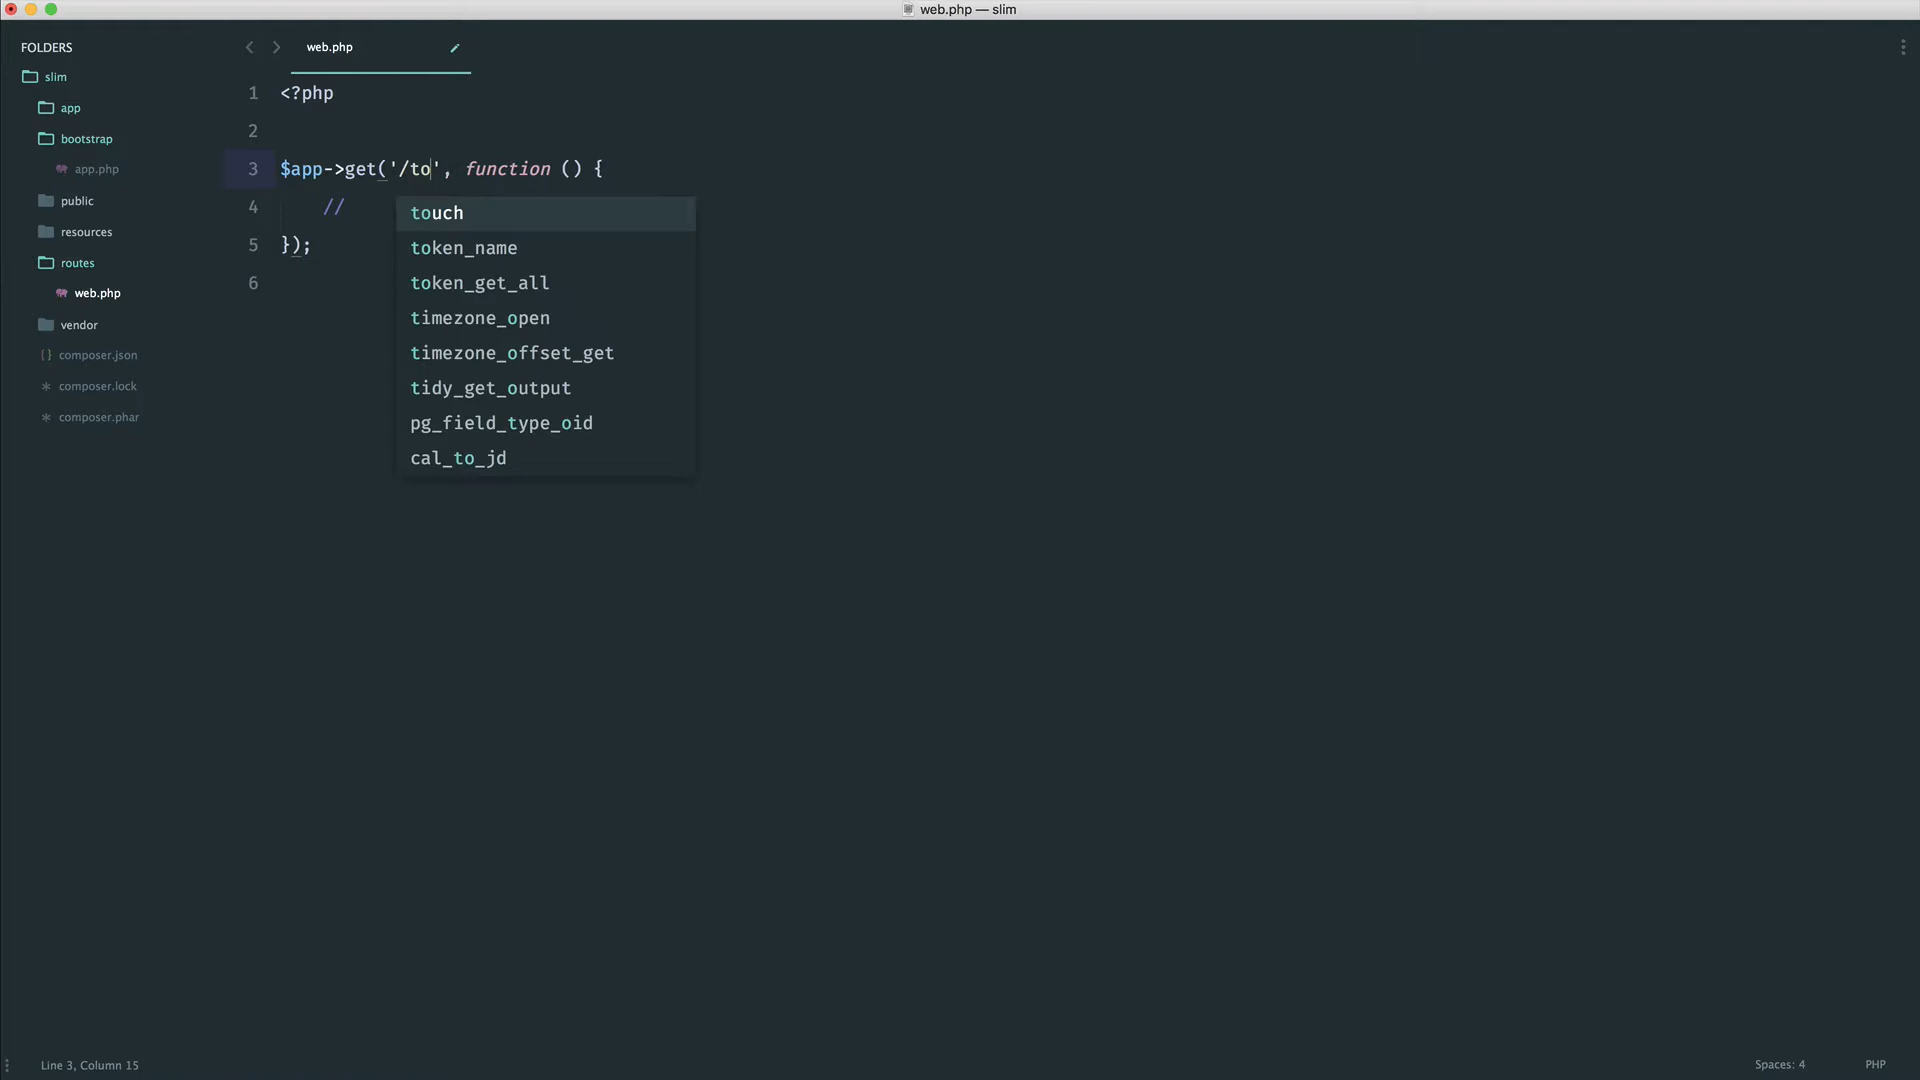 web.php — slim
FOLDERS
slim
app
bootstrap
app.php
public
resources
routes
web.php
vendor
{} composer.json
* composer.lock
* composer.phar
web.php
1 <?php
2
3 $app->get('/to', function () {
4 //
5 });
6
touch
token_name
token_get_all
timezone_open
timezone_offset_get
tidy_get_output
pg_field_type_oid
cal_to_jd
Line 3, Column 15
Spaces: 4
PHP